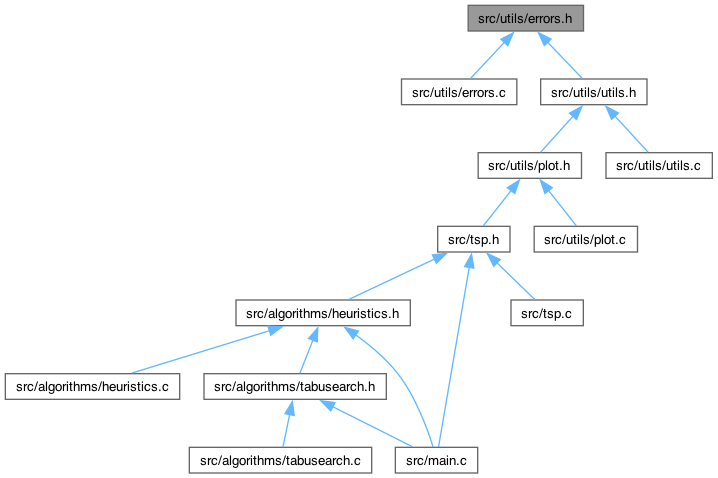 src/utils/errors.h
src/utils/errors.c
src/utils/utils.h
src/utils/plot.h
src/utils/utils.c
src/tsp.h
src/utils/plot.c
src/algorithms/heuristics.h
src/tsp.c
src/algorithms/heuristics.c
src/algorithms/tabusearch.h
src/algorithms/tabusearch.c
src/main.c